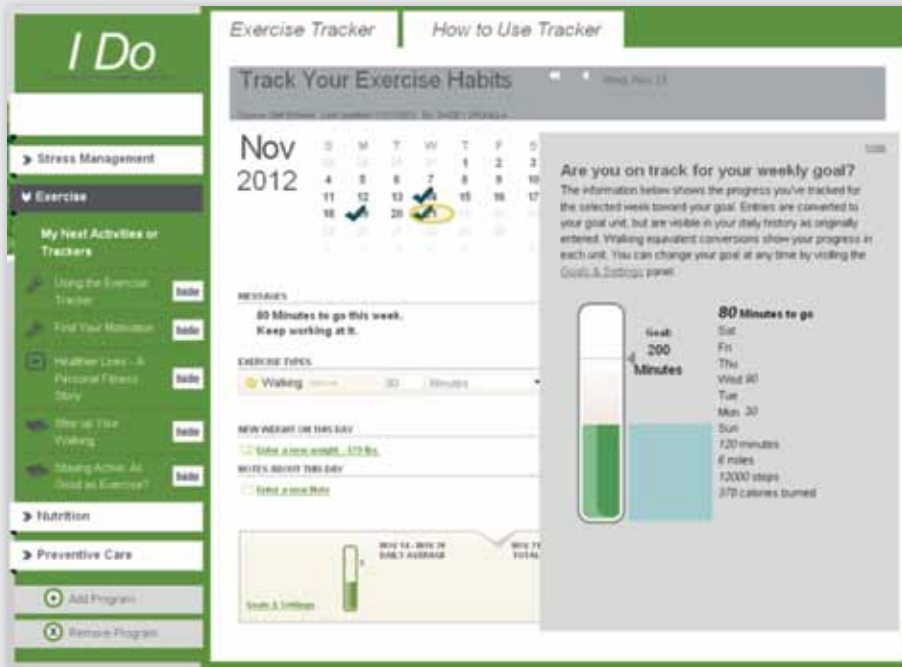 I Do
Stress Management
Exercise
My Next Activities or
Trackers
Using the Exercise
Tracker
hide
Find Your Motivation
hide
Healthier Lives - A
Personal Fitness
Story
hide
Step up Your
Walking
hide
Staying Active: As
Good as Exercise?
hide
Nutrition
Preventive Care
Add Program
Remove Program
Exercise Tracker
How to Use Tracker
Track Your Exercise Habits
Nov
2012
S M T W T F S
1 2 3
4 5 6 7 8 9 10
11 12 13 15 16 17
18 20
MESSAGES
80 Minutes to go this week.
Keep working at it.
EXERCISE TYPES
Walking Minutes
NEW WEIGHT ON THIS DAY
Enter a new weight
NOTES ABOUT THIS DAY
Enter a new Note
DAILY AVERAGE
TOTAL
Goals & Settings
Are you on track for your weekly goal?
The information below shows the progress you've tracked for
the selected week toward your goal. Entries are converted to
your goal unit, but are visible in your daily history as originally
entered. Walking equivalent conversions show your progress in
each unit. You can change your goal at any time by visiting the
Goals & Settings panel
Goal:
200
Minutes
80 Minutes to go
Sat
Fri
Thu
Wed 90
Tue
Mon 30
Sun
120 minutes
6 miles
12000 steps
378 calories burned